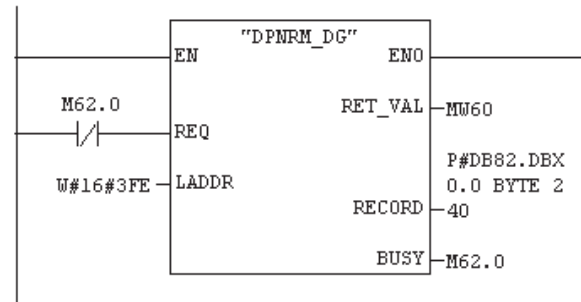 "DPNRM_DG"
EN
ENO
M62.0
RET_VAL
MW60
REQ
P#DB82.DBX
0.0 BYTE 2
40
W#16#3FE
LADDR
RECORD
BUSY
M62.0